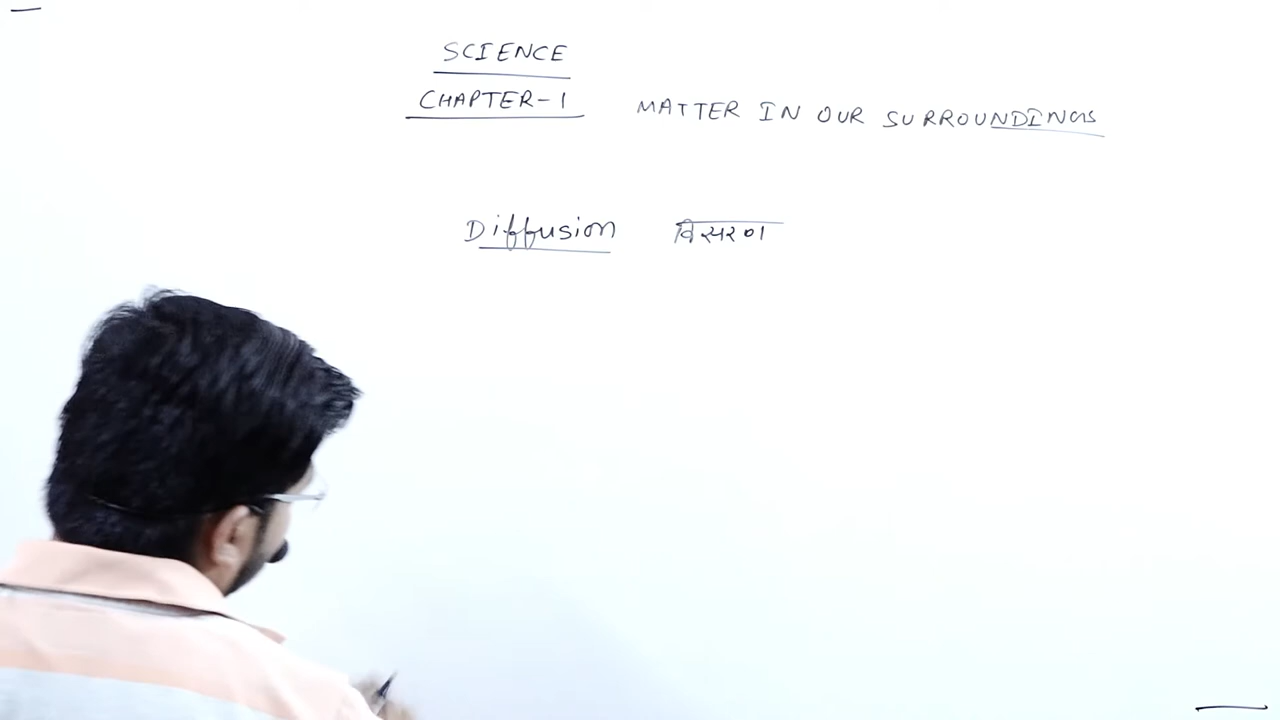 SCIENCE
CHAPTER-1 MATTER IN OUR SURROUNDINGS
Diffusion विसरण